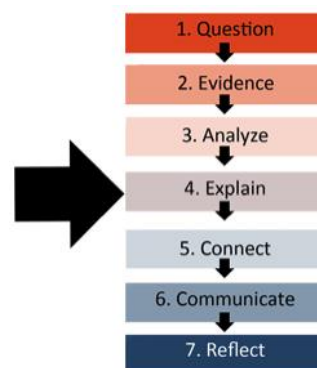 1. Question
2. Evidence
3. Analyze
4. Explain
5. Connect
6. Communicate
7. Reflect